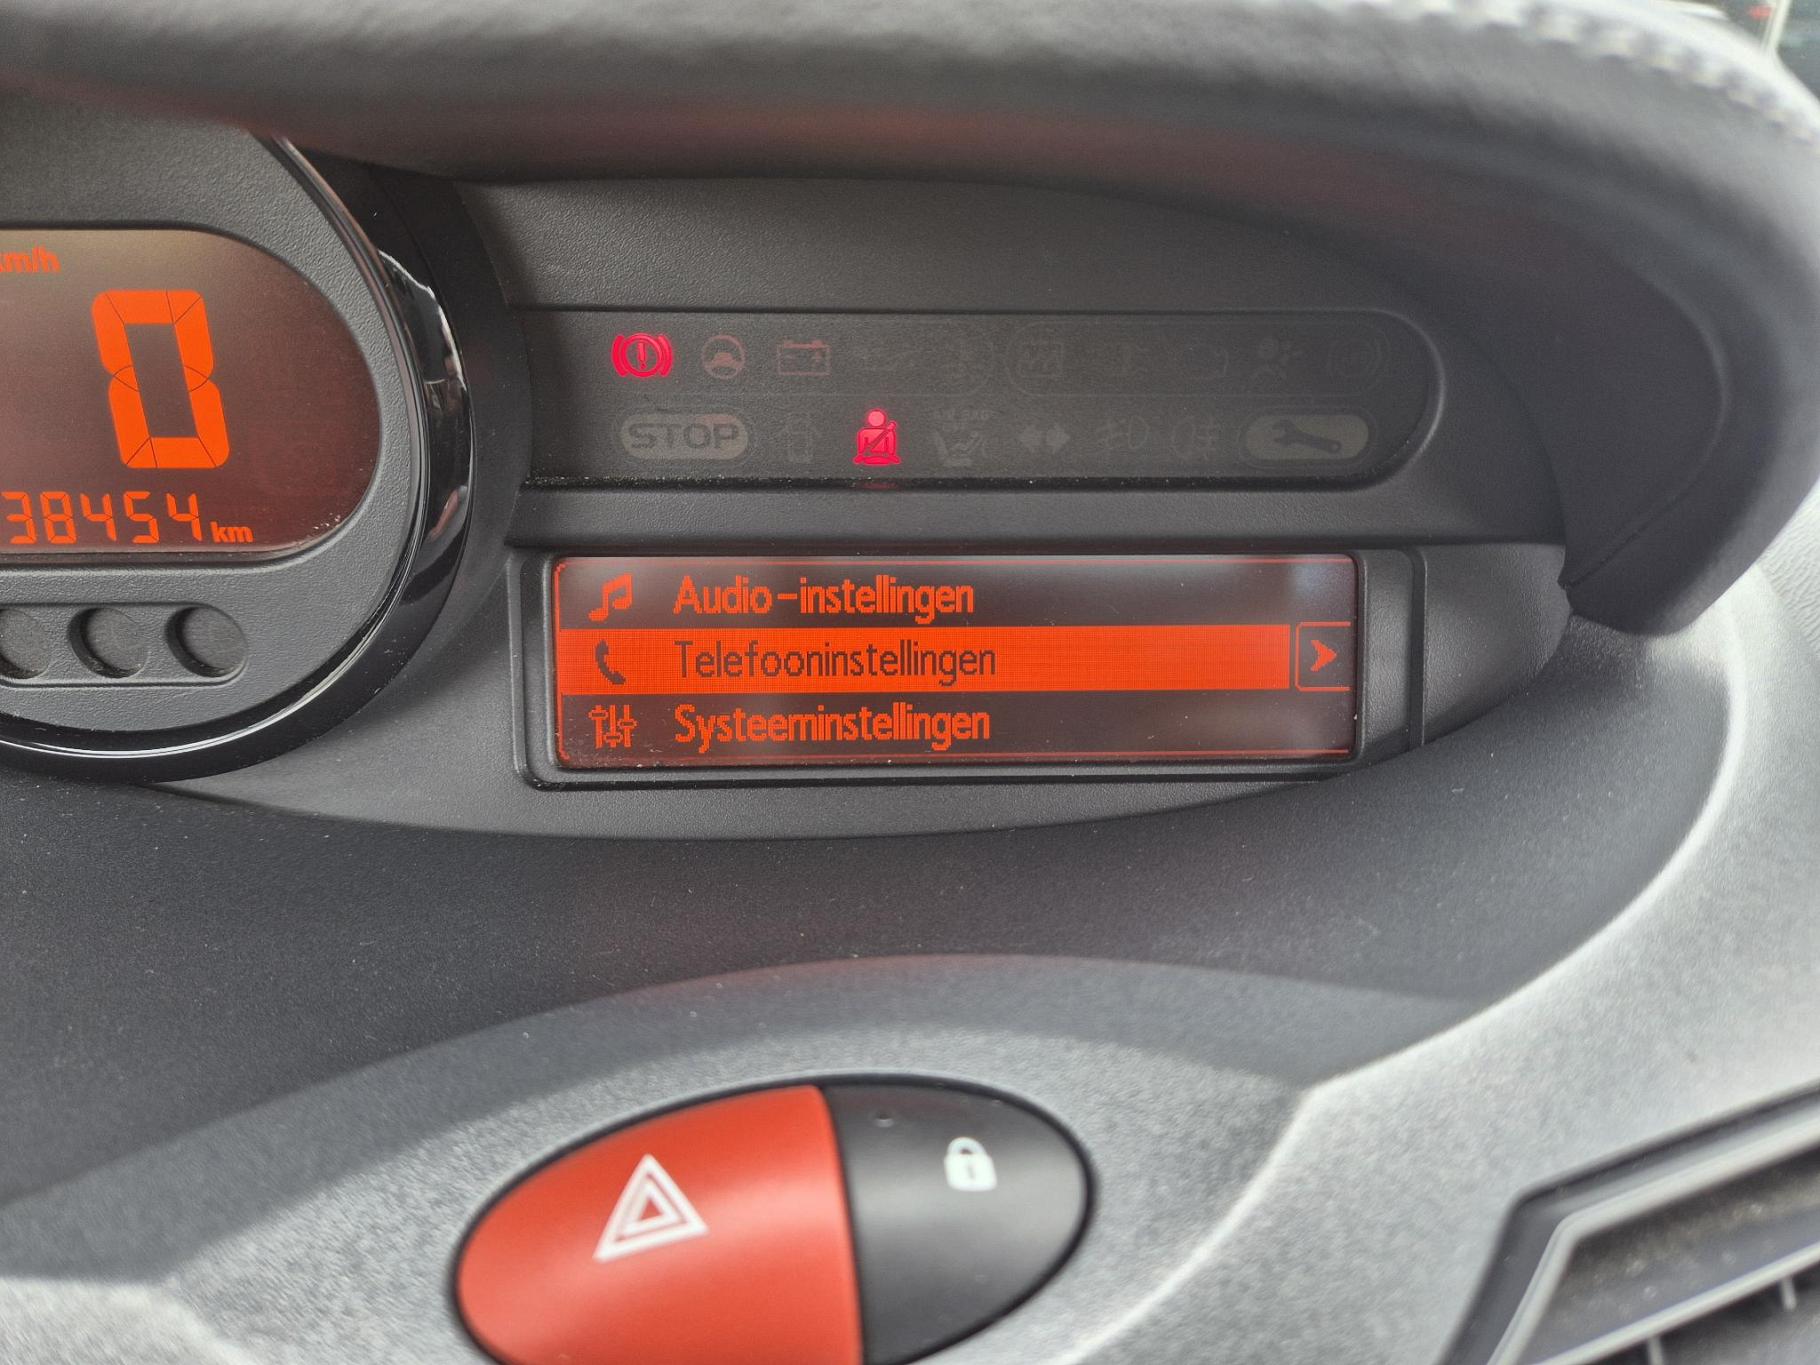 km/h
0
38454 km
STOP
Audio-instellingen
Telefooninstellingen
Systeeminstellingen